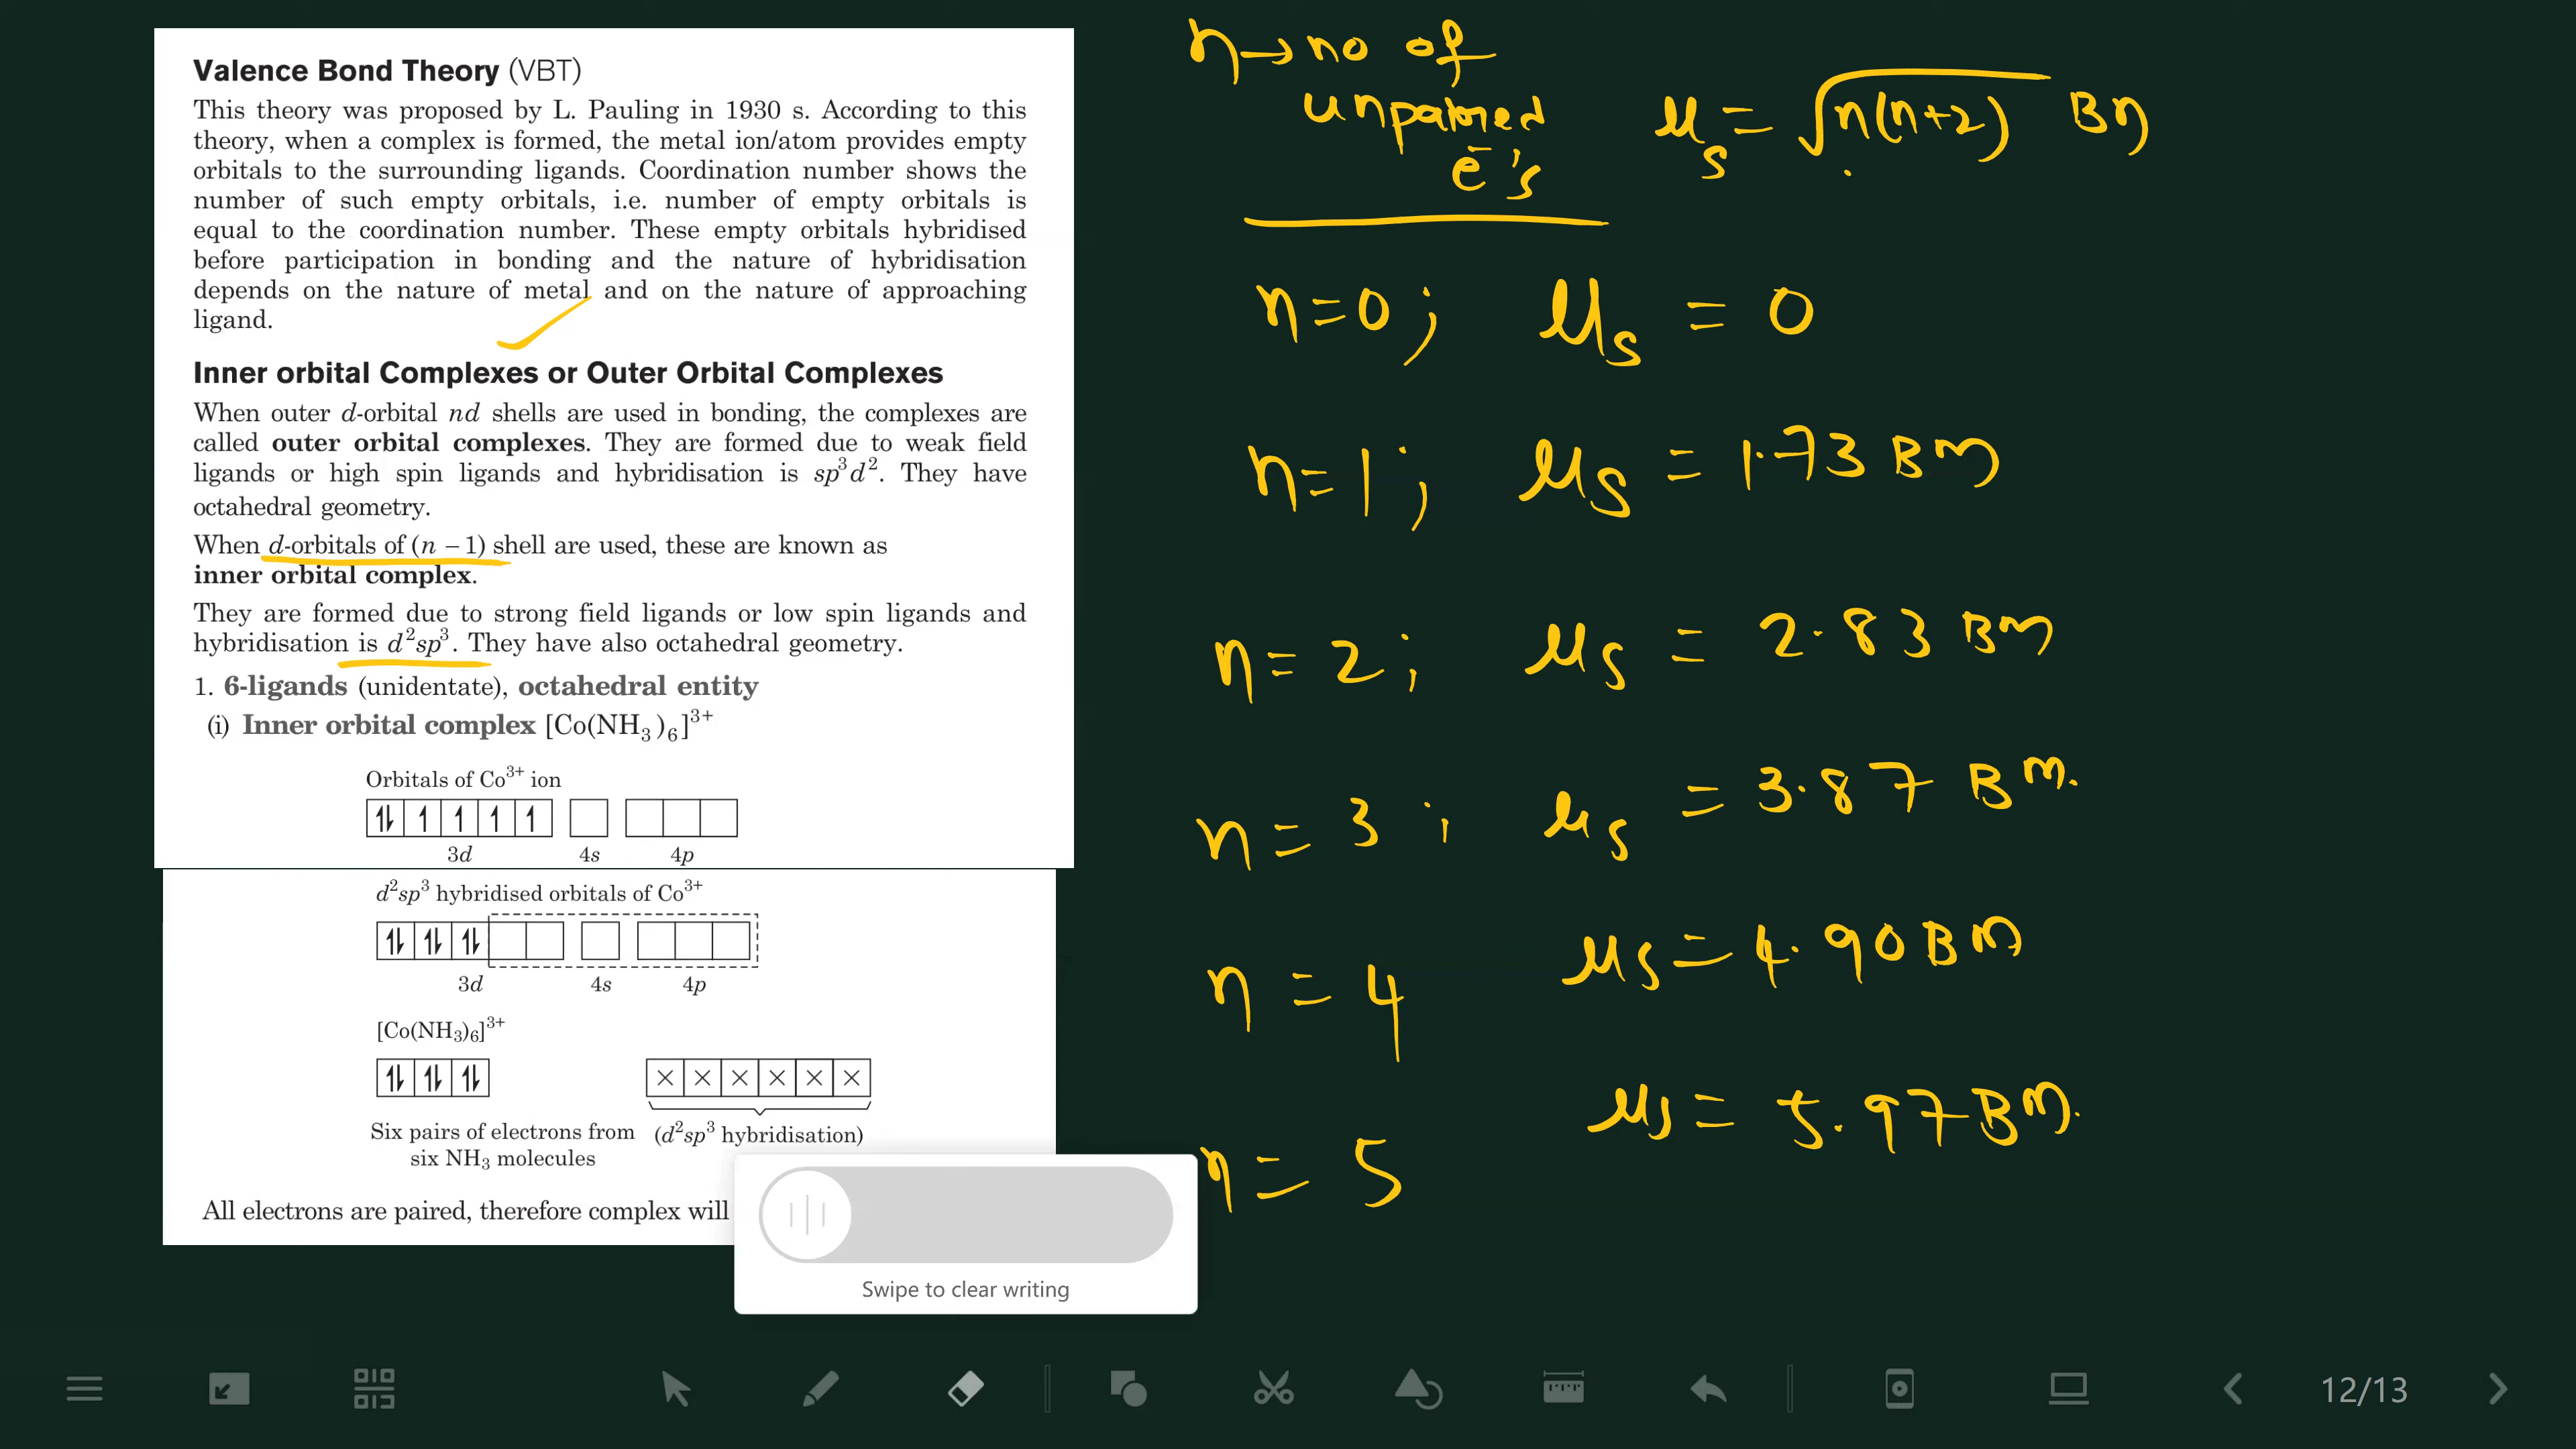 Valence Bond Theory (VBT)
This theory was proposed by L. Pauling in 1930 s. According to this
theory, when a complex is formed, the metal ion/atom provides empty
orbitals to the surrounding ligands. Coordination number shows the
number of such empty orbitals, i.e. number of empty orbitals is
equal to the coordination number. These empty orbitals hybridised
before participation in bonding and the nature of hybridisation
depends on the nature of metal and on the nature of approaching
ligand.
Inner orbital Complexes or Outer Orbital Complexes
When outer d-orbital nd shells are used in bonding, the complexes are
called outer orbital complexes. They are formed due to weak field
ligands or high spin ligands and hybridisation is sp³d². They have
octahedral geometry.
When d-orbitals of (n – 1) shell are used, these are known as
inner orbital complex.
They are formed due to strong field ligands or low spin ligands and
hybridisation is d²sp³. They have also octahedral geometry.
1. 6-ligands (unidentate), octahedral entity
(i) Inner orbital complex [Co(NH₃)₆]³⁺
Orbitals of Co³⁺ ion
⥮ ↿ ↿ ↿ ↿
3d 4s 4p
d²sp³ hybridised orbitals of Co³⁺
⥮ ⥮ ⥮
3d 4s 4p
[Co(NH₃)₆]³⁺
⥮ ⥮ ⥮ × × × × × ×
Six pairs of electrons from (d²sp³ hybridisation)
six NH₃ molecules
All electrons are paired, therefore complex will
n → no of
unpaired
e⁻'s
μs = √n(n+2) BM
n=0; μs = 0
n=1; μs = 1.73 BM
n=2; μs = 2.83 BM
n=3; μs = 3.87 BM.
n=4 μs = 4.90 BM
n=5 μs = 5.97 BM.
Swipe to clear writing
12/13